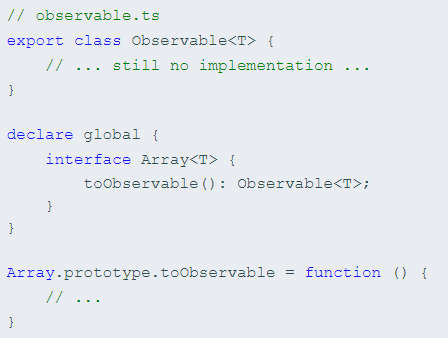 // observable.ts
export class Observable<T> {
    // ... still no implementation ...
}

declare global {
    interface Array<T> {
        toObservable(): Observable<T>;
    }
}

Array.prototype.toObservable = function () {
    // ...
}